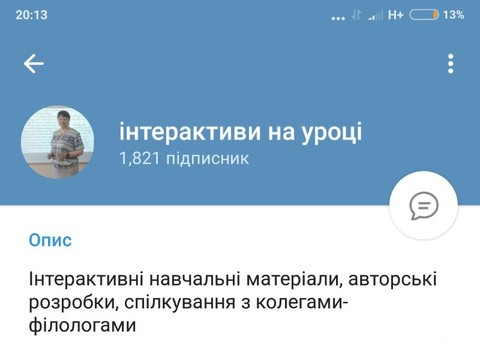 20:13
... H+ 13%
інтерактиви на уроці
1,821 підписник
Опис
Інтерактивні навчальні матеріали, авторські
розробки, спілкування з колегами-
філологами